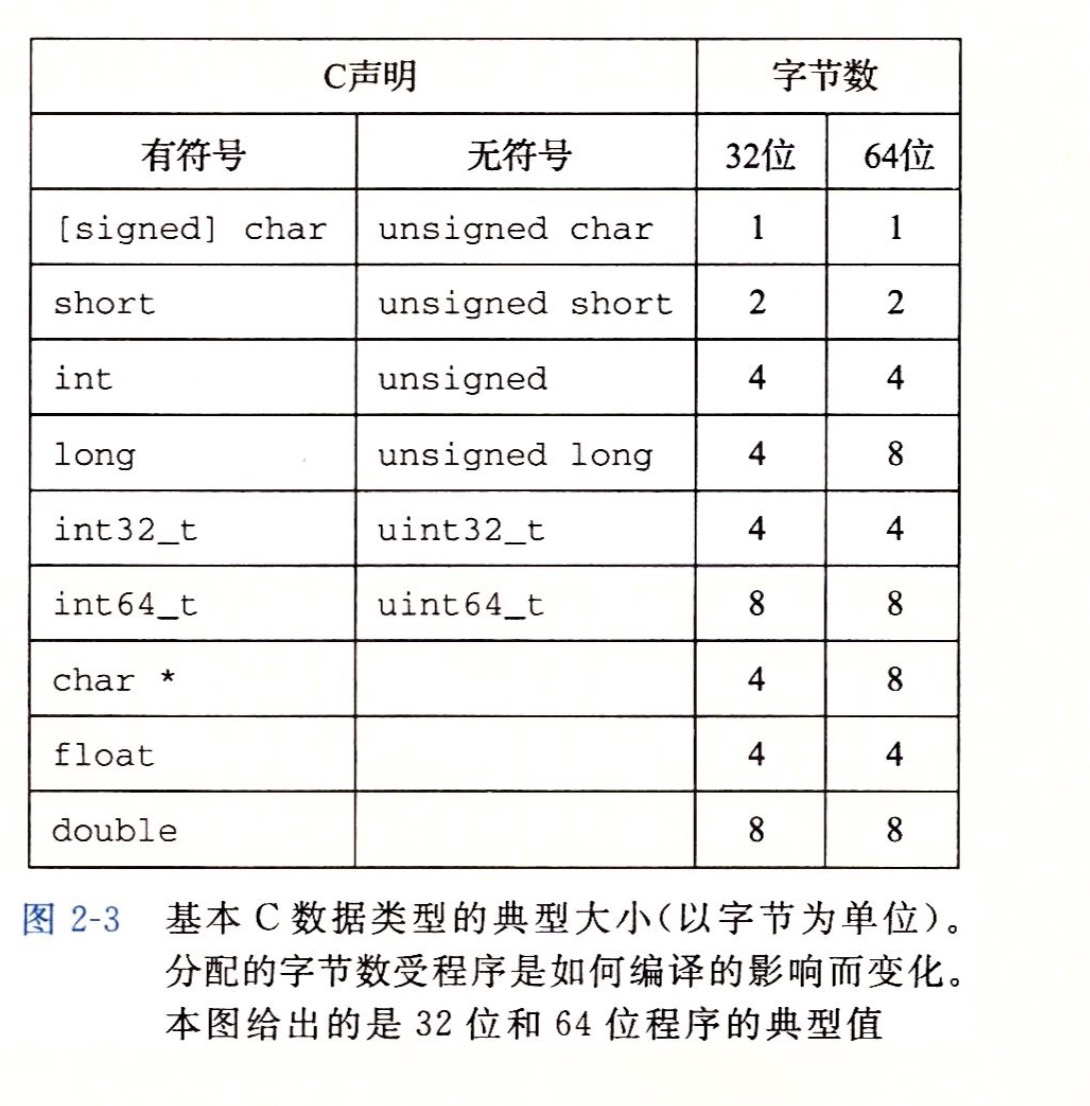 C声明 字节数
有符号 无符号 32位 64位
[signed] char unsigned char 1 1
short unsigned short 2 2
int unsigned 4 4
long unsigned long 4 8
int32_t uint32_t 4 4
int64_t uint64_t 8 8
char * 4 8
float 4 4
double 8 8
图 2-3 基本 C 数据类型的典型大小(以字节为单位)。
分配的字节数受程序是如何编译的影响而变化。
本图给出的是 32 位和 64 位程序的典型值